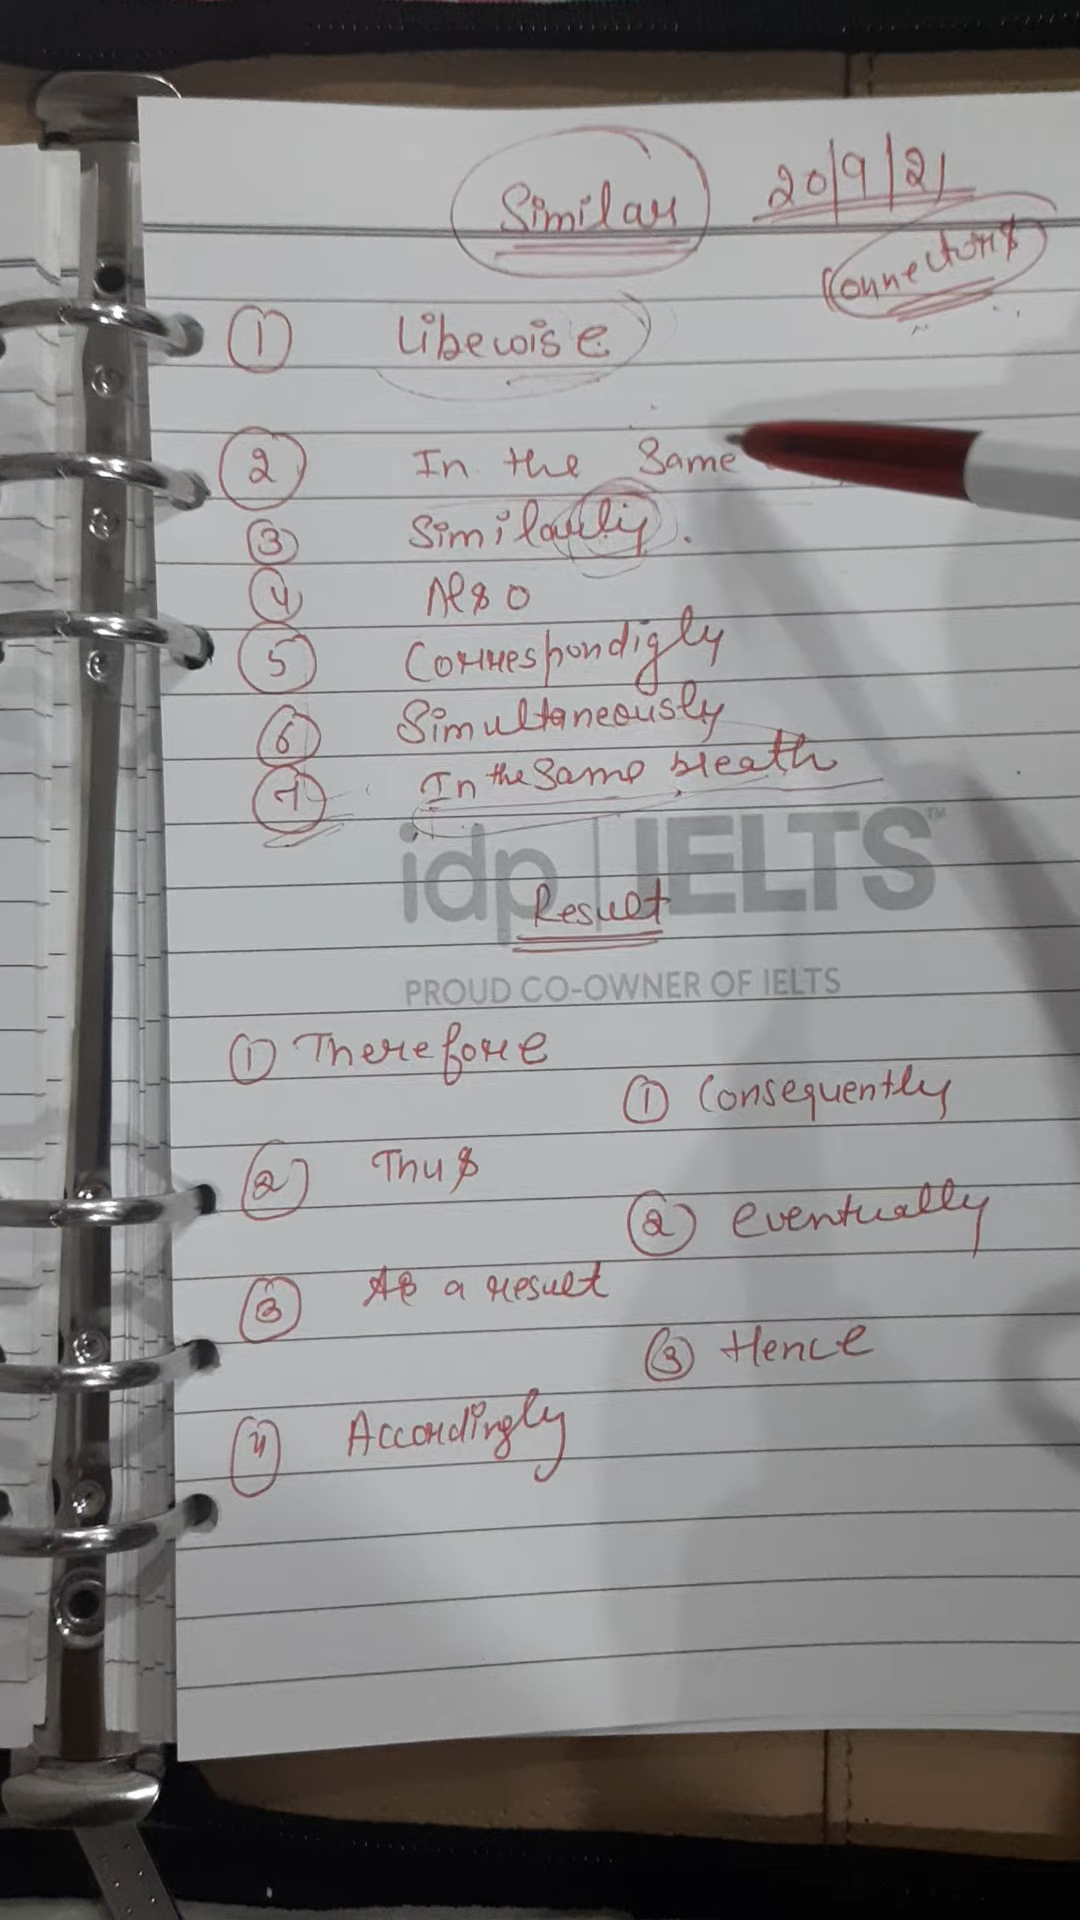 Similar
20/9/21
Connectors
① Likewise
② In the Same
③ Similarly.
④ Also
⑤ Correspondigly
⑥ Simultaneously
⑦ In the Same breath
idp IELTS™
Result
PROUD CO-OWNER OF IELTS
① Therefore
① Consequently
② Thus
② eventually
③ As a result
③ Hence
④ Accordingly